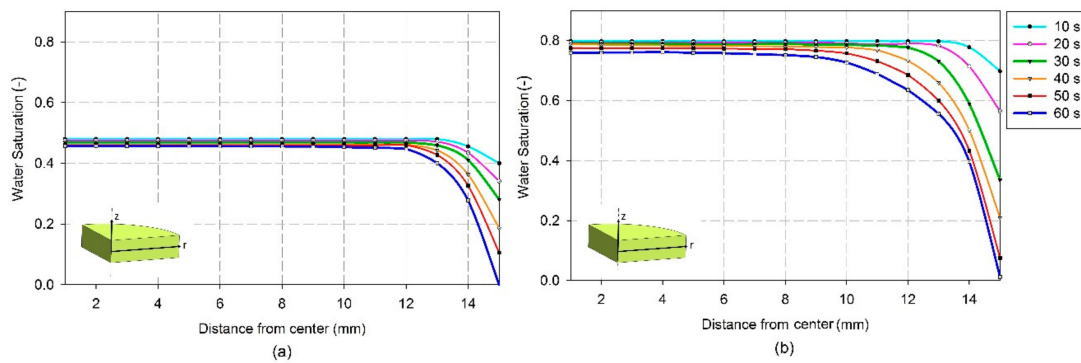 Water Saturation (-)
0.8
0.6
0.4
0.2
0.0
z
r
2 4 6 8 10 12 14
Distance from center (mm)
(a)
Water Saturation (-)
0.8
0.6
0.4
0.2
0.0
z
r
2 4 6 8 10 12 14
Distance from center (mm)
(b)
10 s
20 s
30 s
40 s
50 s
60 s